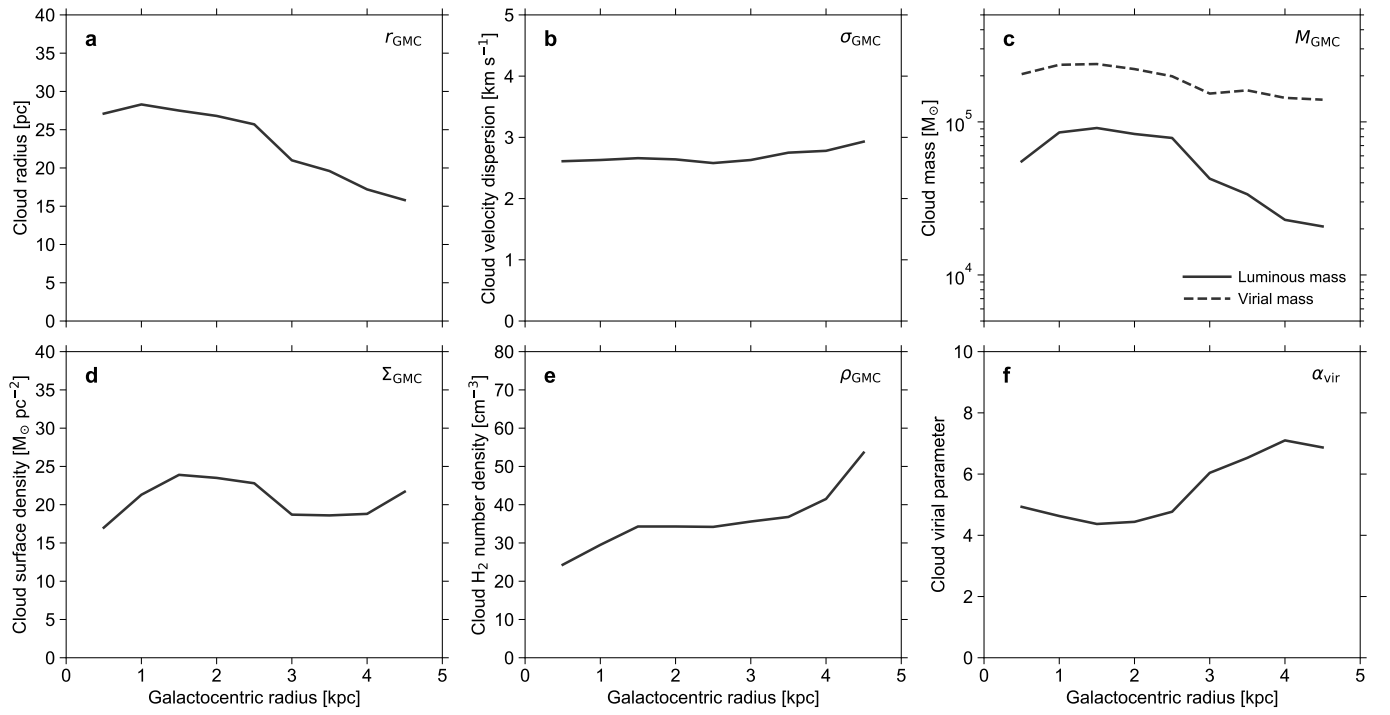 a
r_GMC
Cloud radius [pc]
40
35
30
25
20
15
10
5
0
b
σ_GMC
Cloud velocity dispersion [km s⁻¹]
5
4
3
2
1
0
c
M_GMC
Cloud mass [M_⊙]
10⁵
10⁴
Luminous mass
Virial mass
d
Σ_GMC
Cloud surface density [M_⊙ pc⁻²]
40
35
30
25
20
15
10
5
0
0 1 2 3 4 5
Galactocentric radius [kpc]
e
ρ_GMC
Cloud H₂ number density [cm⁻³]
80
70
60
50
40
30
20
10
0
0 1 2 3 4 5
Galactocentric radius [kpc]
f
α_vir
Cloud virial parameter
10
8
6
4
2
0
0 1 2 3 4 5
Galactocentric radius [kpc]